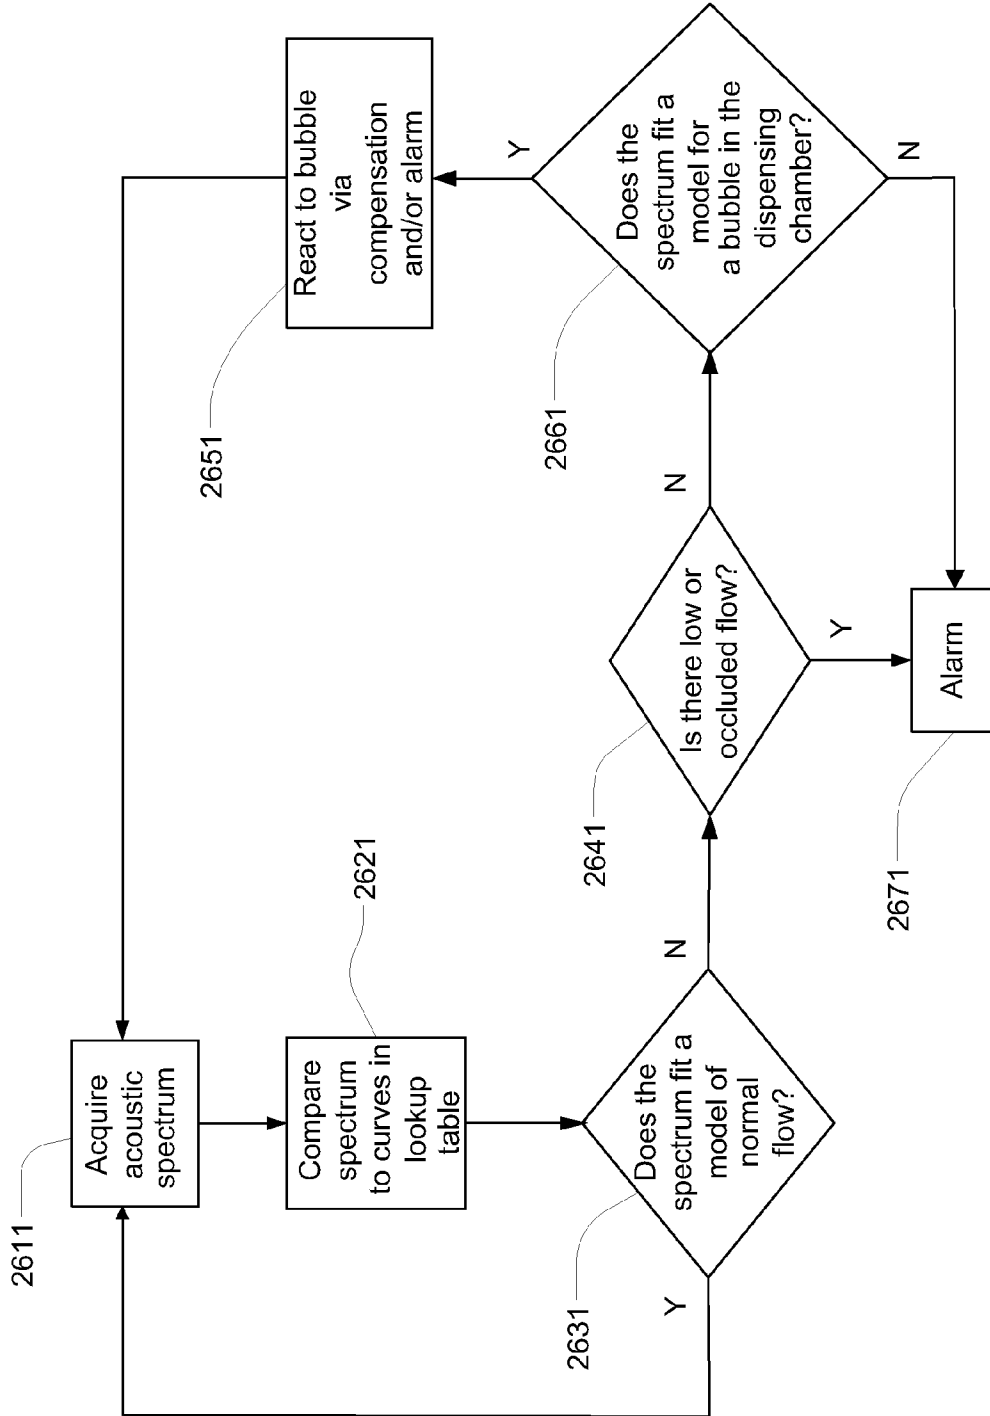 2611
Acquire
acoustic
spectrum
2621
Compare
spectrum
to curves in
lookup
table
2631
Does the
spectrum fit a
model of
normal
flow?
Y
N
2641
Is there low or
occluded flow?
N
Y
2651
React to bubble
via
compensation
and/or alarm
2661
Does the
spectrum fit a
model for
a bubble in the
dispensing
chamber?
Y
N
2671
Alarm